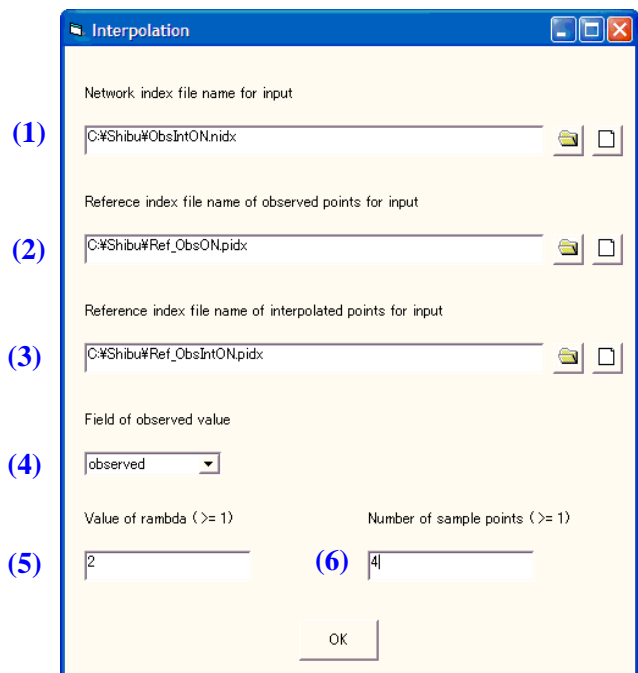 Interpolation
Network index file name for input
(1) C:¥Shibu¥ObsIntON.nidx
Referece index file name of observed points for input
(2) C:¥Shibu¥Ref_ObsON.pidx
Reference index file name of interpolated points for input
(3) C:¥Shibu¥Ref_ObsIntON.pidx
Field of observed value
(4) observed
Value of rambda (>= 1) Number of sample points (>= 1)
(5) 2 (6) 4
OK